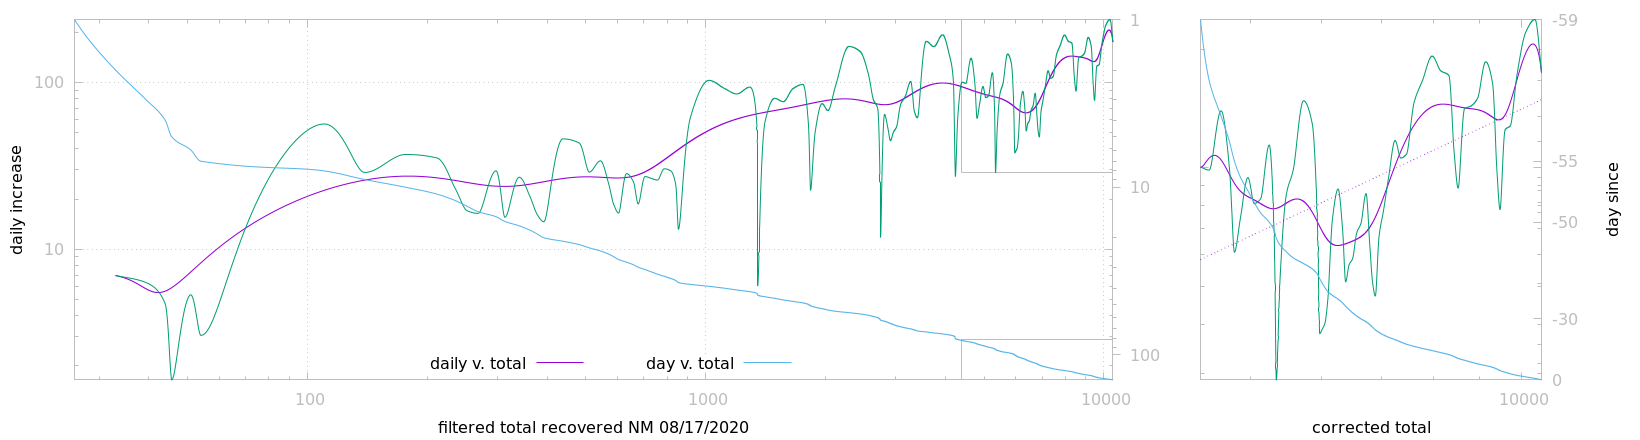 1
-59
100
daily increase
10
-55
10
-50
day since
-30
daily v. total
day v. total
100
0
100
1000
10000
10000
filtered total recovered NM 08/17/2020
corrected total